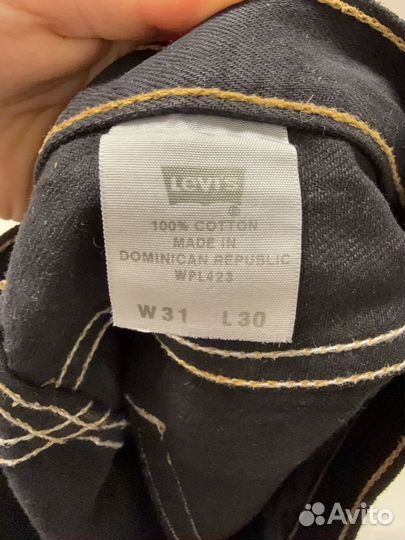 Levi's
®
100% COTTON
MADE IN
DOMINICAN REPUBLIC
WPL423
W31 L30
Avito